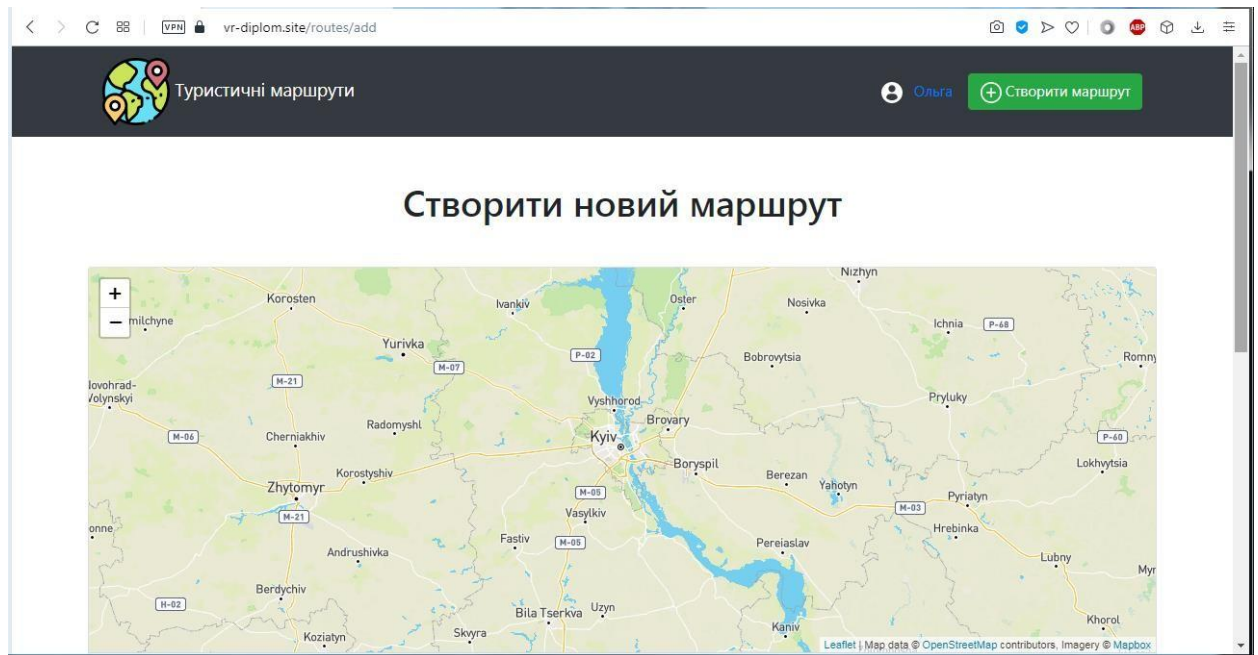 VPN vr-diplom.site/routes/add ABP
Туристичні маршрути Ольга Створити маршрут
Створити новий маршрут
+
−
Nizhyn
Korosten Ivankiv Oster Nosivka
milchyne Ichnia P-68
Yurivka
P-02 Bobrovytsia Romny
M-07
M-21
Novohrad-
Volynskyi Vyshhorod Pryluky
Radomyshl Brovary
M-06 Cherniakhiv Kyiv P-60
Korostyshiv Boryspil Berezan Lokhvytsia
Zhytomyr Yahotyn
M-05 Pyriatyn
M-21 Vasylkiv M-03
onne Fastiv M-05 Pereiaslav Hrebinka
Andrushivka Lubny
Myr
Berdychiv
H-02 Bila Tserkva Uzyn
Kaniv Khorol
Koziatyn Skvyra
Leaflet | Map data © OpenStreetMap contributors, Imagery © Mapbox